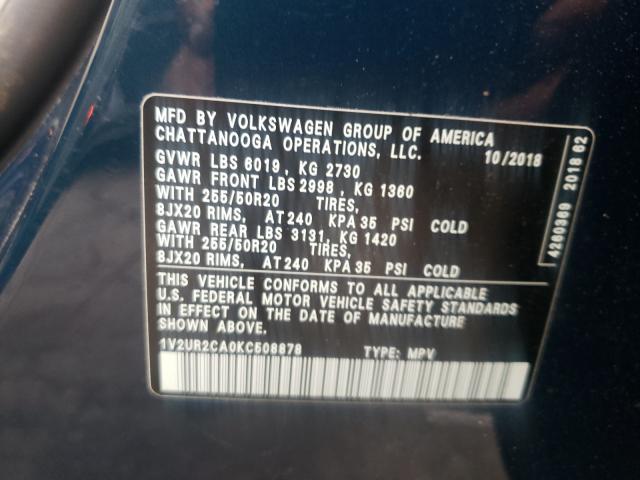 MFD BY VOLKSWAGEN GROUP OF AMERICA
CHATTANOOGA OPERATIONS, LLC. 10/2018
GVWR LBS 6019, KG 2730
GAWR FRONT LBS 2998, KG 1360
WITH 255/50R20 TIRES,
8JX20 RIMS, AT 240 KPA 35 PSI COLD
GAWR REAR LBS 3131, KG 1420
WITH 255/50R20 TIRES,
8JX20 RIMS, AT 240 KPA 35 PSI COLD
THIS VEHICLE CONFORMS TO ALL APPLICABLE
U.S. FEDERAL MOTOR VEHICLE SAFETY STANDARDS
IN EFFECT ON THE DATE OF MANUFACTURE
SHOWN ABOVE.
1V2UR2CA0KC508878 TYPE: MPV
4260369 2018 82